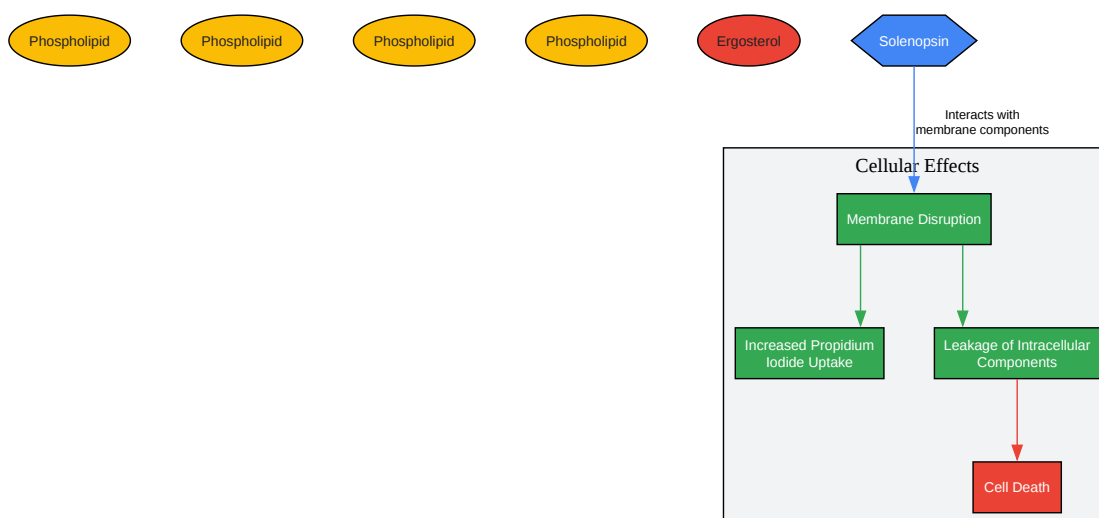 Phospholipid
Phospholipid
Phospholipid
Phospholipid
Ergosterol
Solenopsin
Interacts with
membrane components
Cellular Effects
Membrane Disruption
Increased Propidium
Iodide Uptake
Leakage of Intracellular
Components
Cell Death